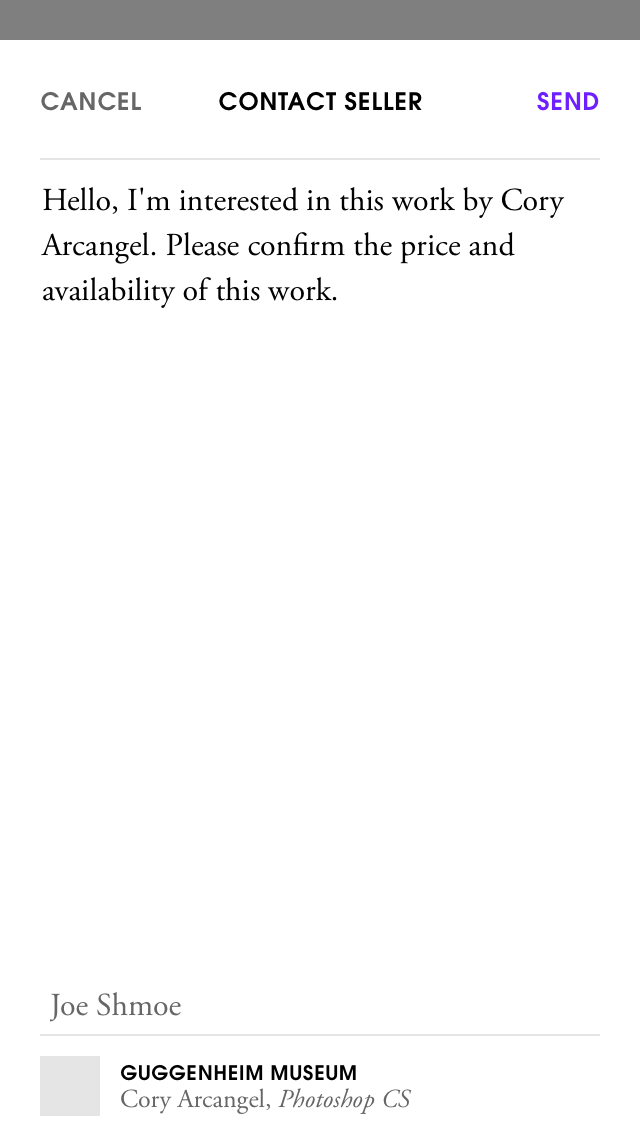 CANCEL CONTACT SELLER SEND
Hello, I'm interested in this work by Cory
Arcangel. Please confirm the price and
availability of this work.
Joe Shmoe
GUGGENHEIM MUSEUM
Cory Arcangel, Photoshop CS